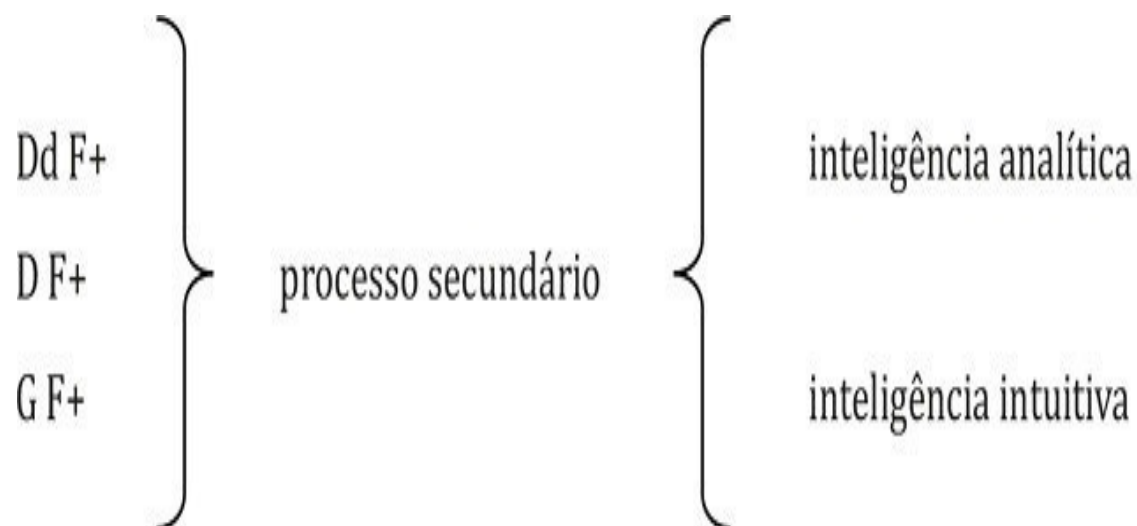 Dd F+
inteligência analítica
D F+
processo secundário
G F+
inteligência intuitiva